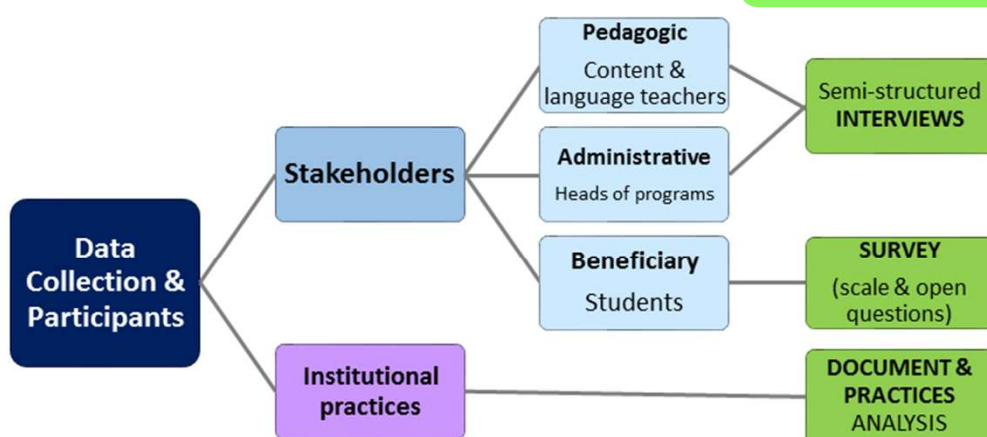 Pedagogic
Content &
language teachers
Semi-structured
INTERVIEWS
Stakeholders
Administrative
Heads of programs
Data
Collection &
Participants
Beneficiary
Students
SURVEY
(scale & open
questions)
Institutional
practices
DOCUMENT &
PRACTICES
ANALYSIS